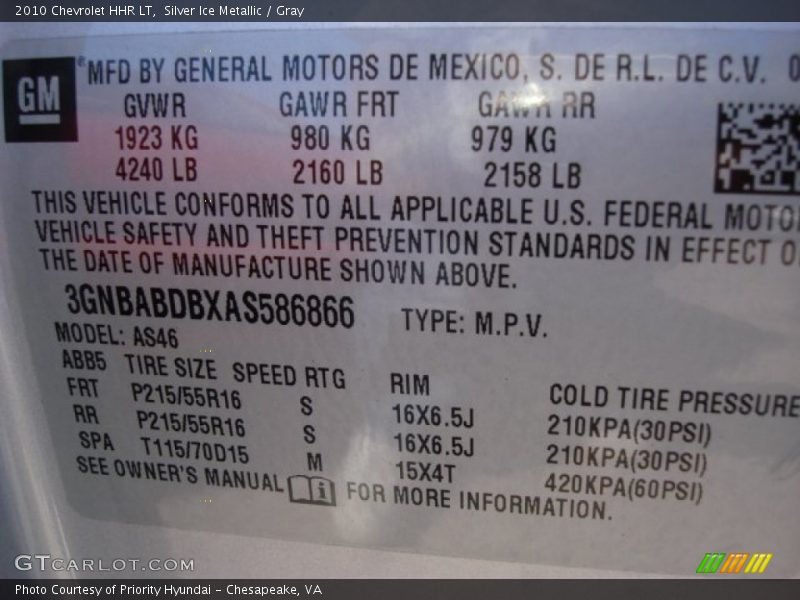 2010 Chevrolet HHR LT,  Silver Ice Metallic / Gray
GM
® MFD BY GENERAL MOTORS DE MEXICO, S. DE R.L. DE C.V. 0
GVWR GAWR FRT GAWR RR
1923 KG 980 KG 979 KG
4240 LB 2160 LB 2158 LB
THIS VEHICLE CONFORMS TO ALL APPLICABLE U.S. FEDERAL MOTO
VEHICLE SAFETY AND THEFT PREVENTION STANDARDS IN EFFECT O
THE DATE OF MANUFACTURE SHOWN ABOVE.
3GNBABDBXAS586866 TYPE: M.P.V.
MODEL: AS46
ABB5 TIRE SIZE SPEED RTG RIM COLD TIRE PRESSURE
FRT P215/55R16 S 16X6.5J 210KPA(30PSI)
RR P215/55R16 S 16X6.5J 210KPA(30PSI)
SPA T115/70D15 M 15X4T 420KPA(60PSI)
SEE OWNER'S MANUAL FOR MORE INFORMATION.
GTCARLOT.COM
Photo Courtesy of Priority Hyundai – Chesapeake, VA